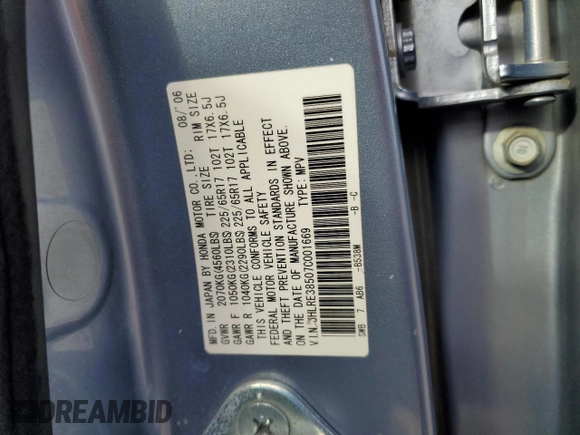 MFD. IN JAPAN BY HONDA MOTOR CO., LTD: 08/'06
GVWR 2070KG(4560LBS) TIRE SIZE RIM SIZE
GAWR F 1050KG(2310LBS) 225/65R17 102T 17X6.5J
GAWR R 1040KG(2290LBS) 225/65R17 102T 17X6.5J
THIS VEHICLE CONFORMS TO ALL APPLICABLE
FEDERAL MOTOR VEHICLE SAFETY
AND THEFT PREVENTION STANDARDS IN EFFECT
ON THE DATE OF MANUFACTURE SHOWN ABOVE.
V.I.N:JHLRE38507C001669 TYPE: MPV
SWB 7 AB6 -B538M -B -C
DREAMBID